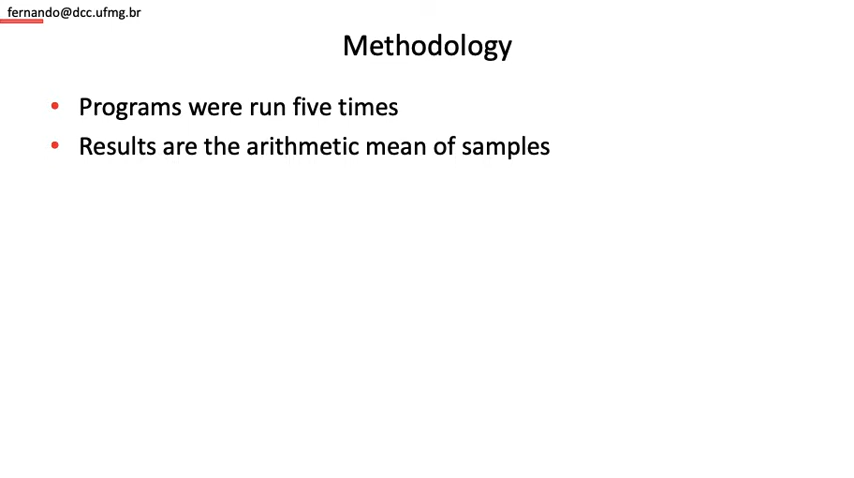 fernando@dcc.ufmg.br
Methodology
• Programs were run five times
• Results are the arithmetic mean of samples